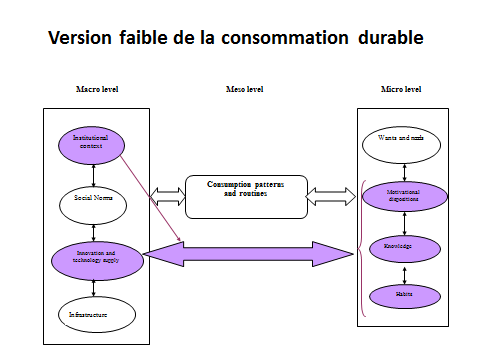 Version faible de la consommation durable
Macro level
Meso level
Micro level
Institutional
context
Social Norms
Innovation and
technology supply
Infrastructure
Consumption patterns
and routines
Wants and needs
Motivational
dispositions
Knowledge
Habits